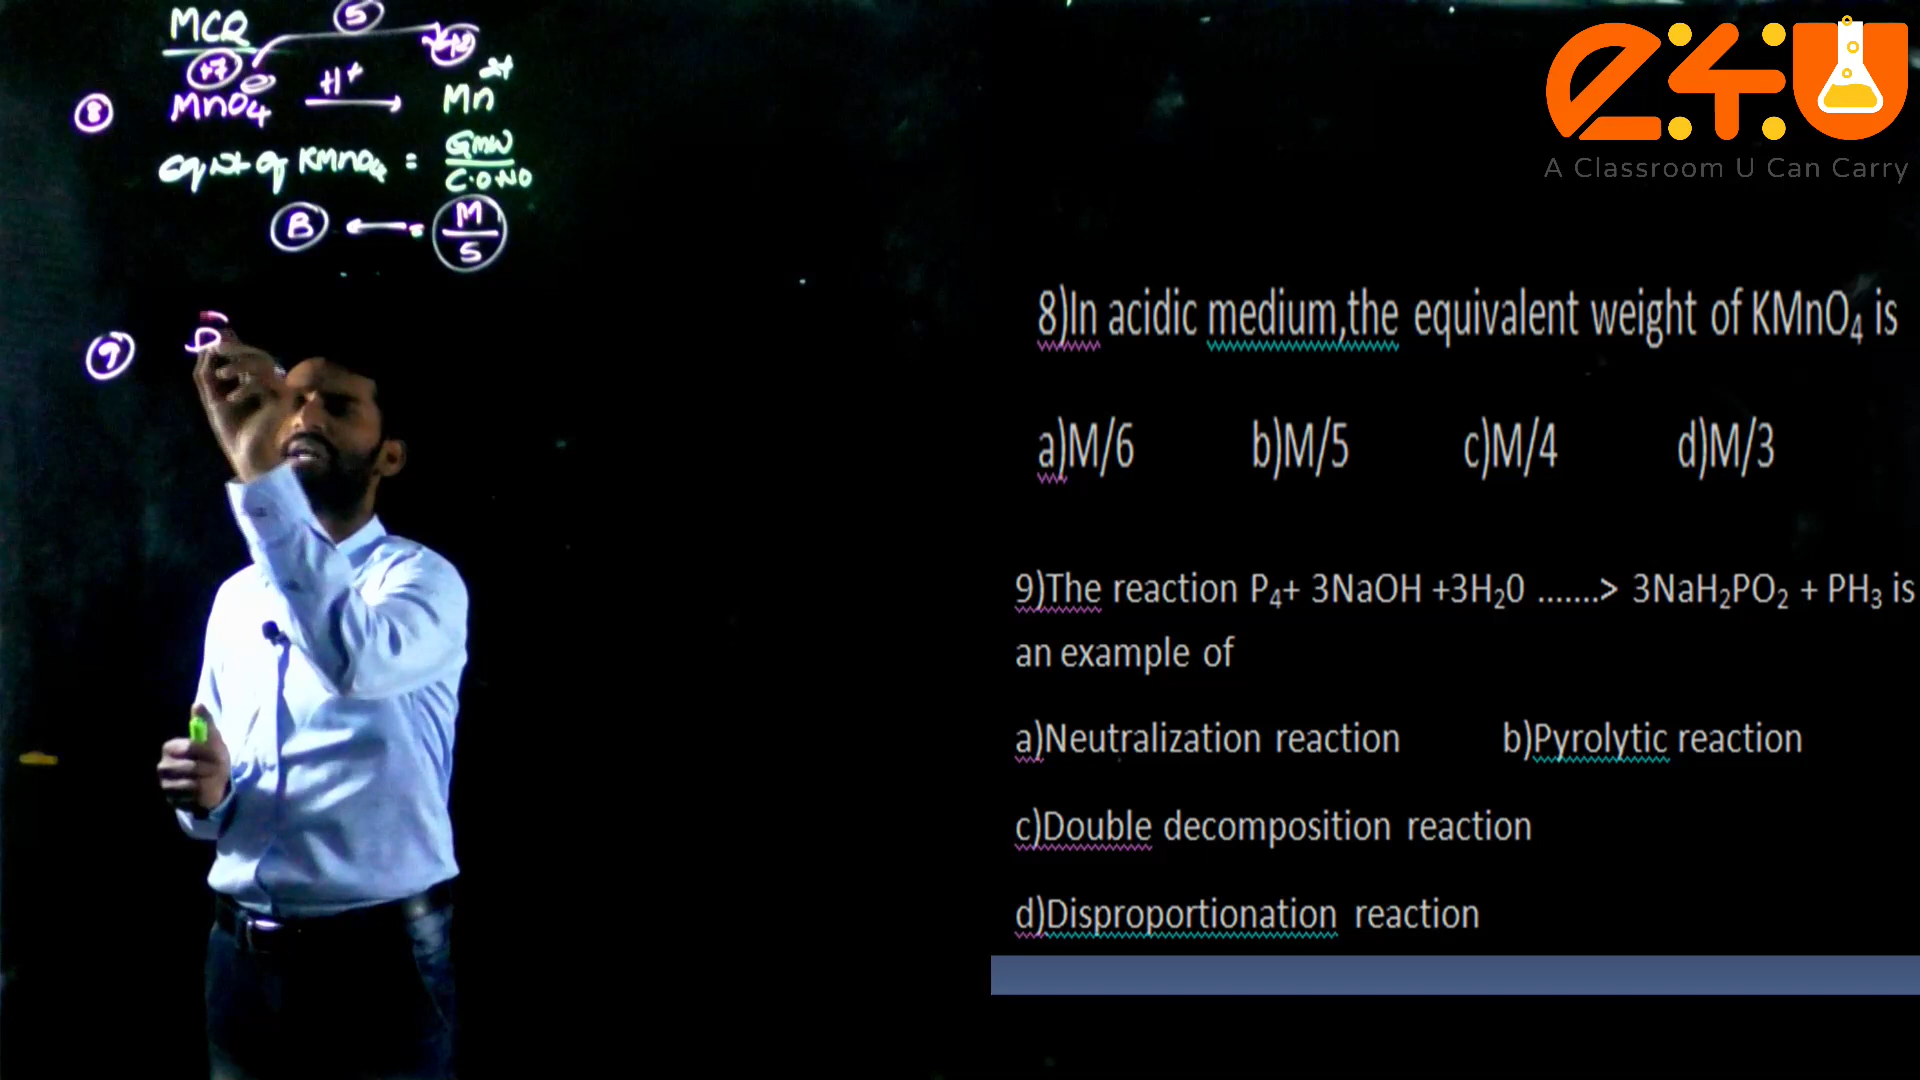 MCQ
5
+7
+2
8 MnO4⁻ H⁺ Mn²⁺
eq.wt of KMnO4 = GMW / C.O.NO
B = M / 5
9 P
e4U
A Classroom U Can Carry
8)In acidic medium,the equivalent weight of KMnO₄ is
a)M/6 b)M/5 c)M/4 d)M/3
9)The reaction P₄+ 3NaOH +3H₂0 .......> 3NaH₂PO₂ + PH₃ is
an example of
a)Neutralization reaction b)Pyrolytic reaction
c)Double decomposition reaction
d)Disproportionation reaction